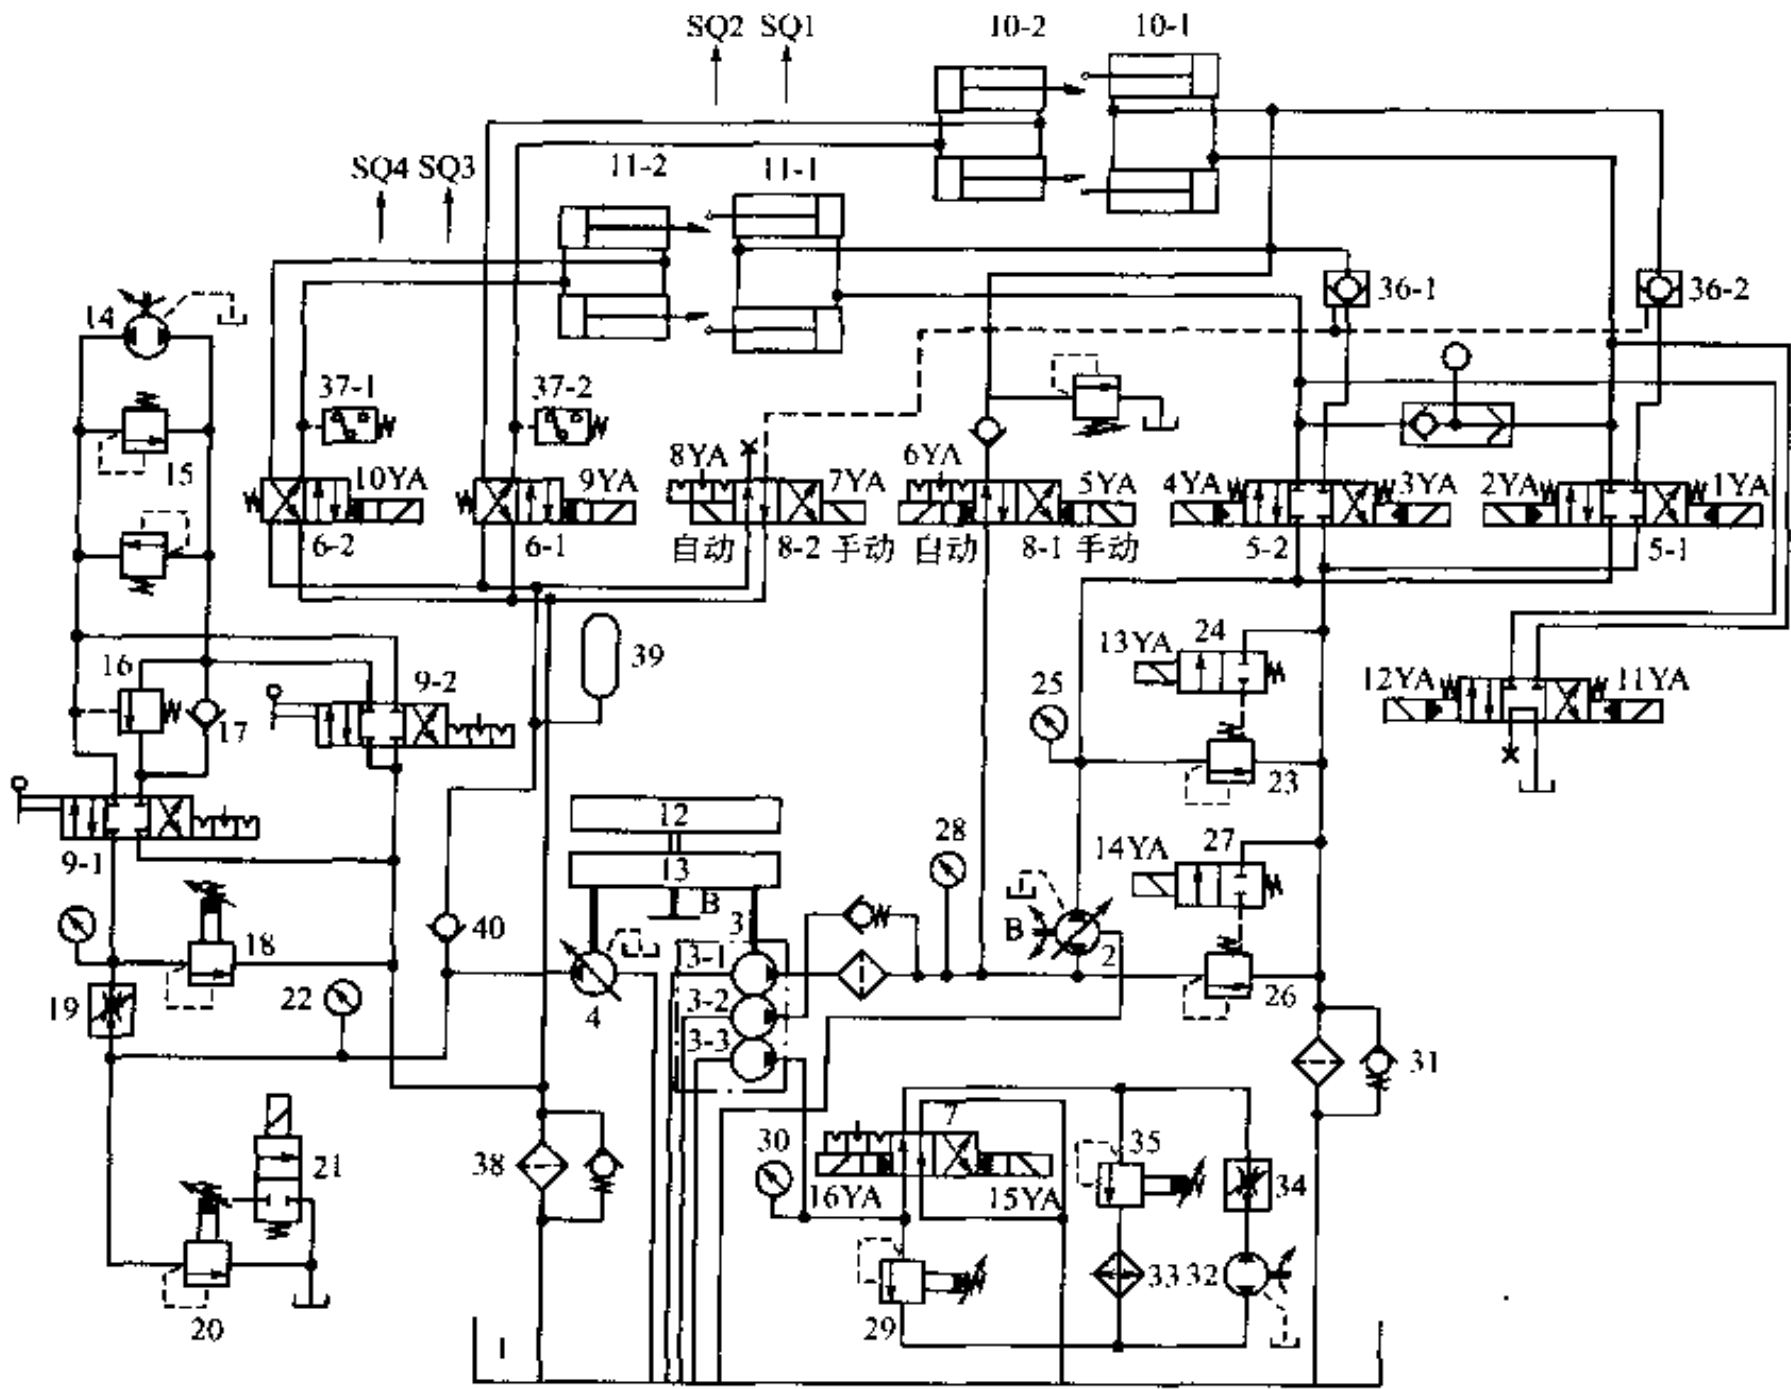 SQ2 SQ1 10-2 10-1
SQ4 SQ3 11-2 11-1
14 36-1 36-2
37-1 37-2
15 10YA 9YA 8YA 7YA 6YA 5YA 4YA 3YA 2YA 1YA
6-2 6-1 自动 8-2 手动 自动 8-1 手动 5-2 5-1
16 9-2 39 13YA 24
17 25 12YA 11YA
23
12
9-1 13 28 14YA 27
B
18 40 3 B
3-1 2
19 22 4 3-2 26
3-3
31
7
21 38 30 35 34
16YA 15YA
33 32
20 29
1